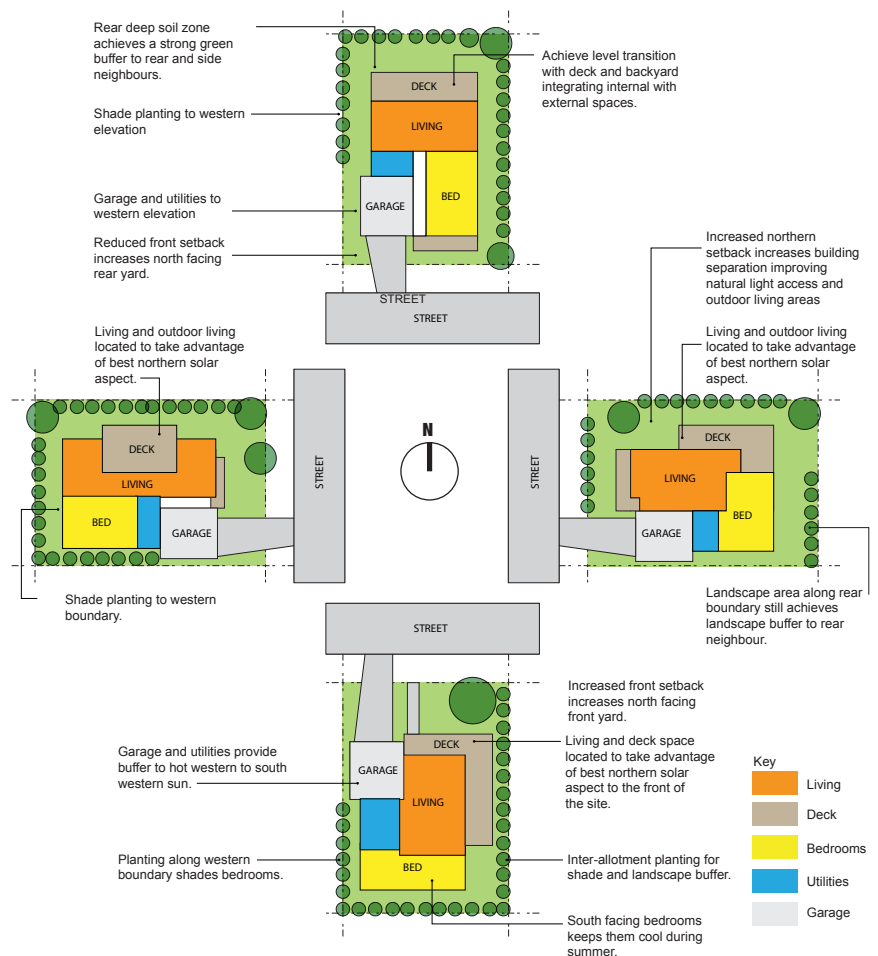 Rear deep soil zone
achieves a strong green
buffer to rear and side
neighbours.
Achieve level transition
with deck and backyard
integrating internal with
external spaces.
DECK
Shade planting to western
elevation
LIVING
Garage and utilities to
western elevation
GARAGE
BED
Reduced front setback
increases north facing
rear yard.
STREET
STREET
Increased northern
setback increases building
separation improving
natural light access and
outdoor living areas
Living and outdoor living
located to take advantage
of best northern solar
aspect.
Living and outdoor living
located to take advantage
of best northern solar
aspect.
DECK
LIVING
BED
GARAGE
STREET
N
STREET
DECK
LIVING
GARAGE
BED
Shade planting to western
boundary.
Landscape area along rear
boundary still achieves
landscape buffer to rear
neighbour.
STREET
Increased front setback
increases north facing
front yard.
Garage and utilities provide
buffer to hot western to south
western sun.
GARAGE
DECK
LIVING
Living and deck space
located to take advantage
of best northern solar
aspect to the front of
the site.
Planting along western
boundary shades bedrooms.
BED
Inter-allotment planting for
shade and landscape buffer.
South facing bedrooms
keeps them cool during
summer.
Key
Living
Deck
Bedrooms
Utilities
Garage